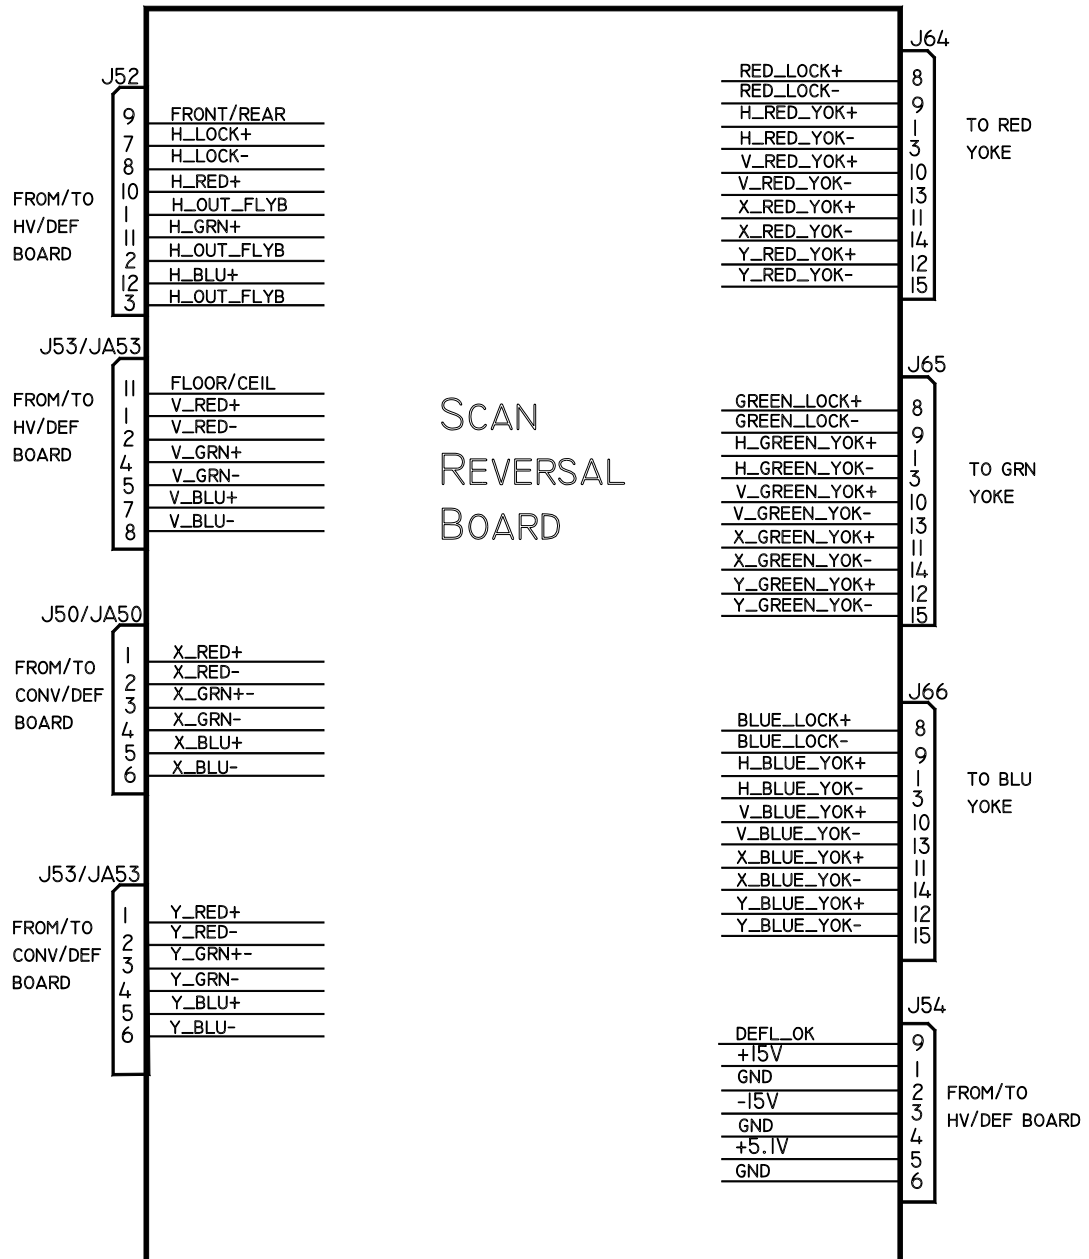 J52
9 FRONT/REAR
7 H_LOCK+
8 H_LOCK-
10 H_RED+
1 H_OUT_FLYB
11 H_GRN+
2 H_OUT_FLYB
12 H_BLU+
3 H_OUT_FLYB
FROM/TO
HV/DEF
BOARD
J53/JA53
11 FLOOR/CEIL
1 V_RED+
2 V_RED-
4 V_GRN+
5 V_GRN-
7 V_BLU+
8 V_BLU-
FROM/TO
HV/DEF
BOARD
J50/JA50
1 X_RED+
2 X_RED-
3 X_GRN+-
4 X_GRN-
5 X_BLU+
6 X_BLU-
FROM/TO
CONV/DEF
BOARD
J53/JA53
1 Y_RED+
2 Y_RED-
3 Y_GRN+-
4 Y_GRN-
5 Y_BLU+
6 Y_BLU-
FROM/TO
CONV/DEF
BOARD
SCAN
REVERSAL
BOARD
J64
RED_LOCK+ 8
RED_LOCK- 9
H_RED_YOK+ 1
H_RED_YOK- 3
V_RED_YOK+ 10
V_RED_YOK- 13
X_RED_YOK+ 11
X_RED_YOK- 14
Y_RED_YOK+ 12
Y_RED_YOK- 15
TO RED
YOKE
J65
GREEN_LOCK+ 8
GREEN_LOCK- 9
H_GREEN_YOK+ 1
H_GREEN_YOK- 3
V_GREEN_YOK+ 10
V_GREEN_YOK- 13
X_GREEN_YOK+ 11
X_GREEN_YOK- 14
Y_GREEN_YOK+ 12
Y_GREEN_YOK- 15
TO GRN
YOKE
J66
BLUE_LOCK+ 8
BLUE_LOCK- 9
H_BLUE_YOK+ 1
H_BLUE_YOK- 3
V_BLUE_YOK+ 10
V_BLUE_YOK- 13
X_BLUE_YOK+ 11
X_BLUE_YOK- 14
Y_BLUE_YOK+ 12
Y_BLUE_YOK- 15
TO BLU
YOKE
J54
DEFL_OK 9
+15V 1
GND 2
-15V 3
GND 4
+5.1V 5
GND 6
FROM/TO
HV/DEF BOARD